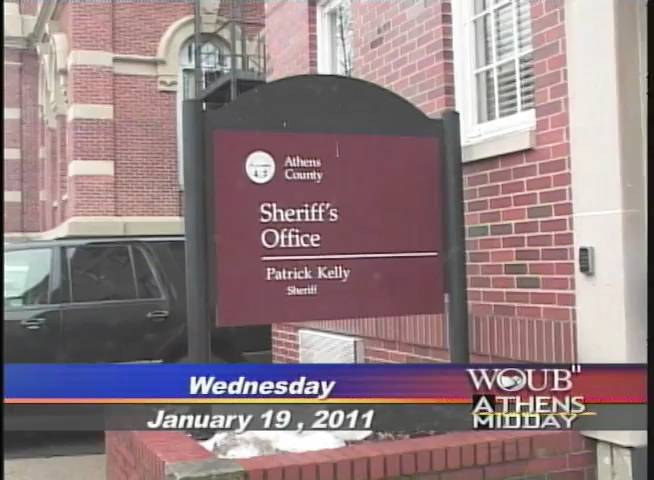 Athens
County
Sheriff's
Office
Patrick Kelly
Sheriff
Wednesday
January 19 , 2011
WOUB"
ATHENS
MIDDAY